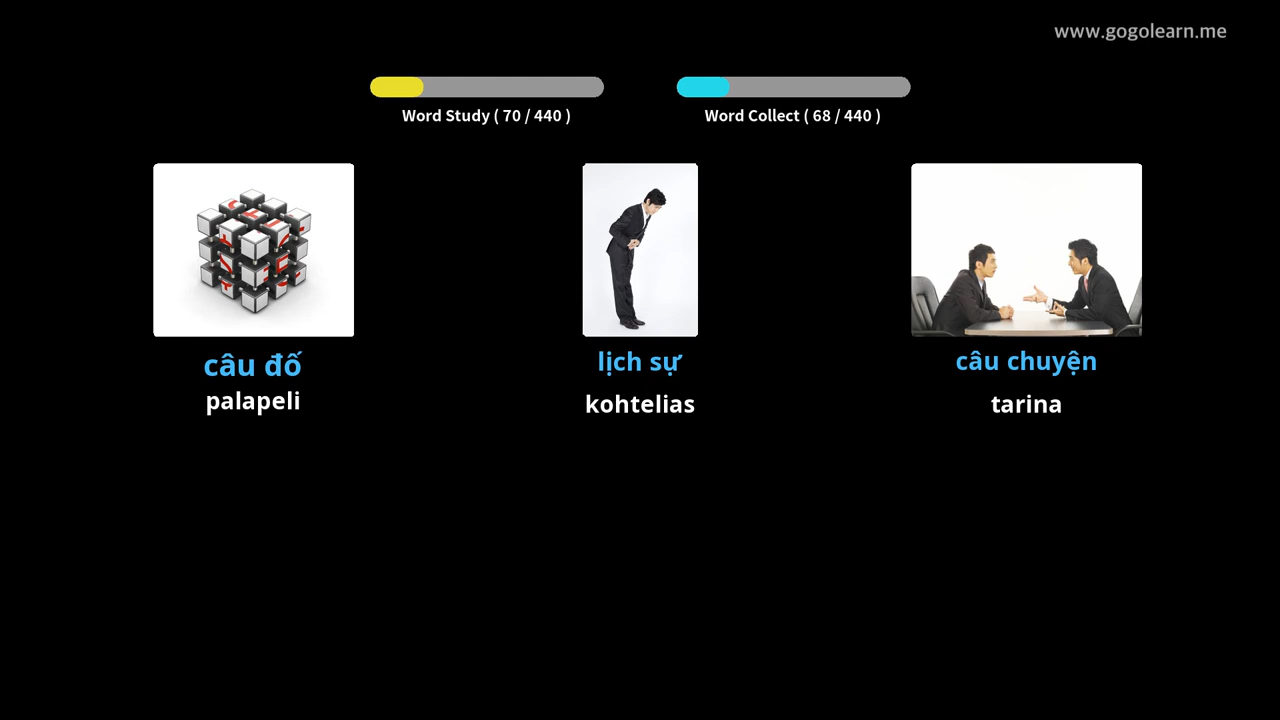 www.gogolearn.me
Word Study ( 70 / 440 )
Word Collect ( 68 / 440 )
câu đố
palapeli
lịch sự
kohtelias
câu chuyện
tarina